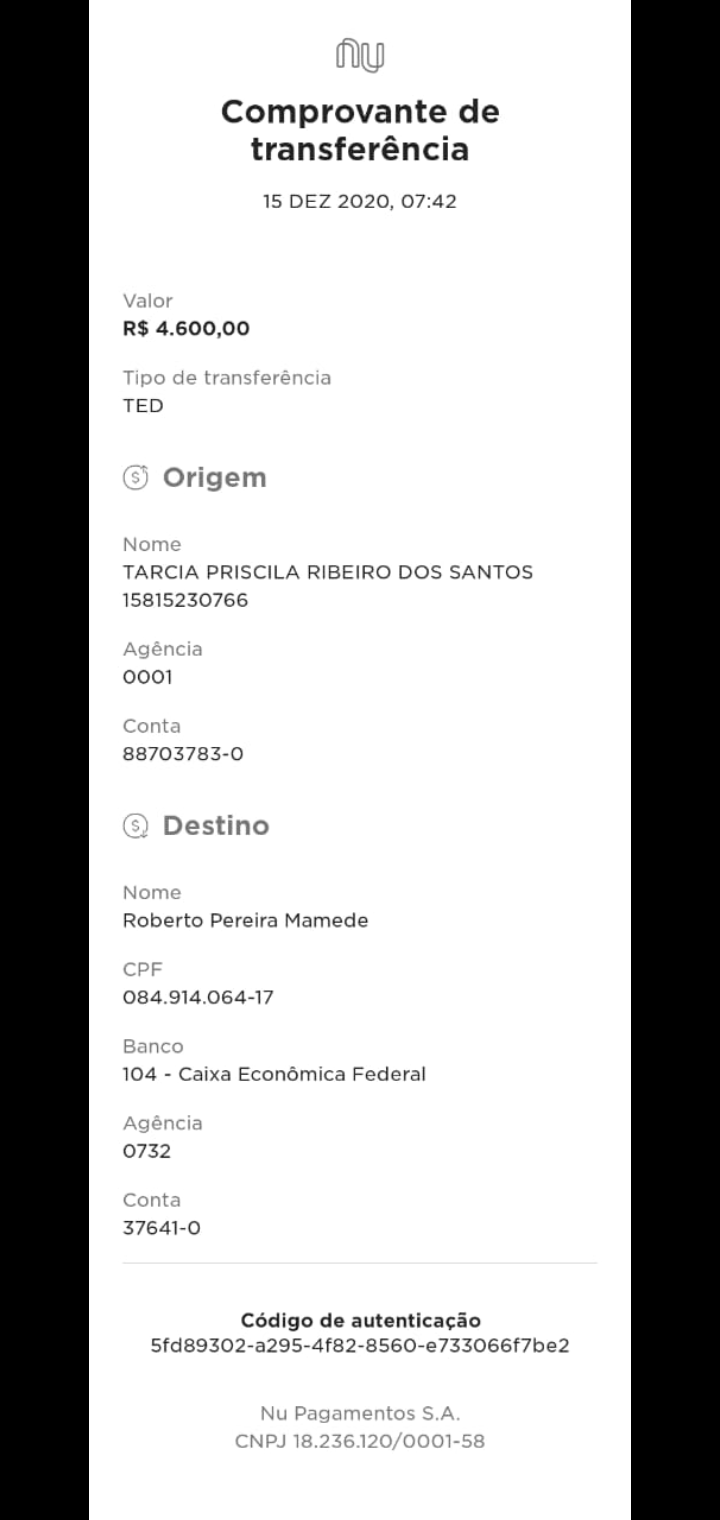 nu
Comprovante de
transferência
15 DEZ 2020, 07:42
Valor
R$ 4.600,00
Tipo de transferência
TED
Origem
Nome
TARCIA PRISCILA RIBEIRO DOS SANTOS
15815230766
Agência
0001
Conta
88703783-0
Destino
Nome
Roberto Pereira Mamede
CPF
084.914.064-17
Banco
104 - Caixa Econômica Federal
Agência
0732
Conta
37641-0
Código de autenticação
5fd89302-a295-4f82-8560-e733066f7be2
Nu Pagamentos S.A.
CNPJ 18.236.120/0001-58